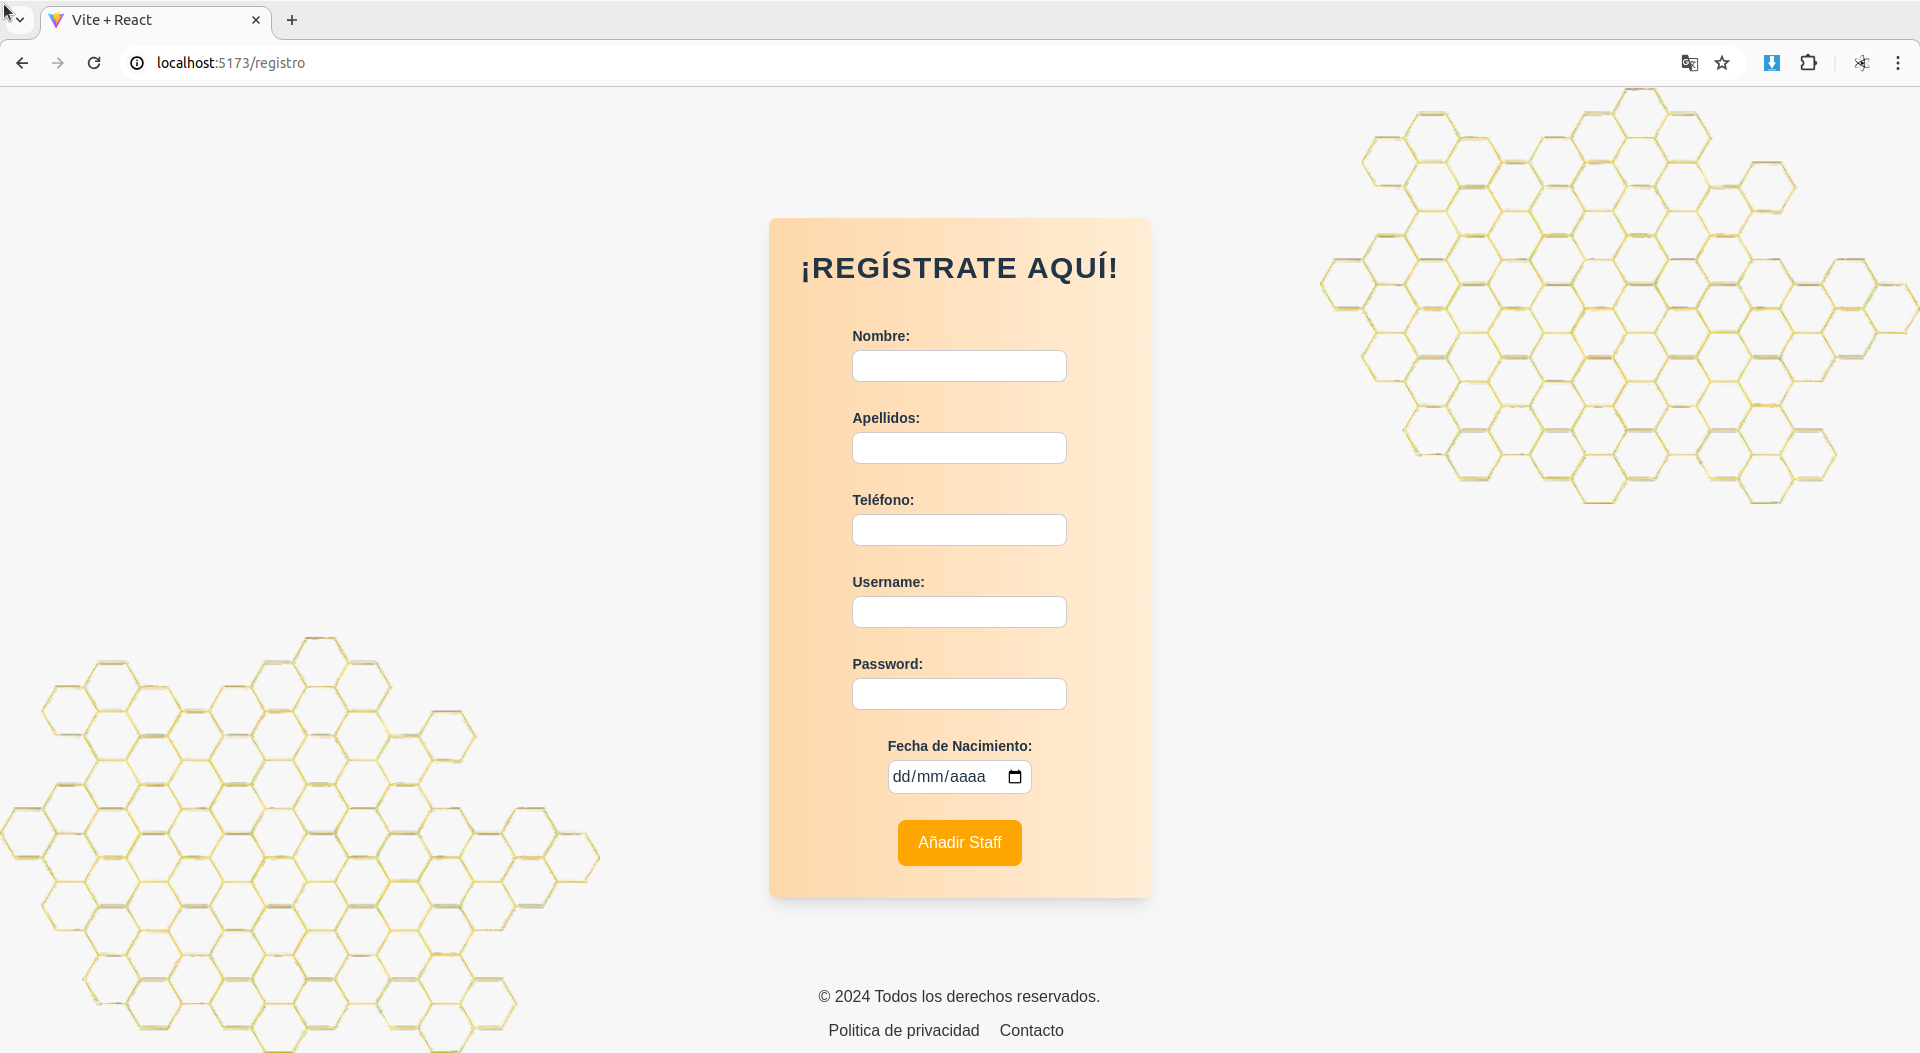 Vite + React
localhost:5173/registro
¡REGÍSTRATE AQUÍ!
Nombre:
Apellidos:
Teléfono:
Username:
Password:
Fecha de Nacimiento:
dd/mm/aaaa
Añadir Staff
© 2024 Todos los derechos reservados.
Politica de privacidad Contacto